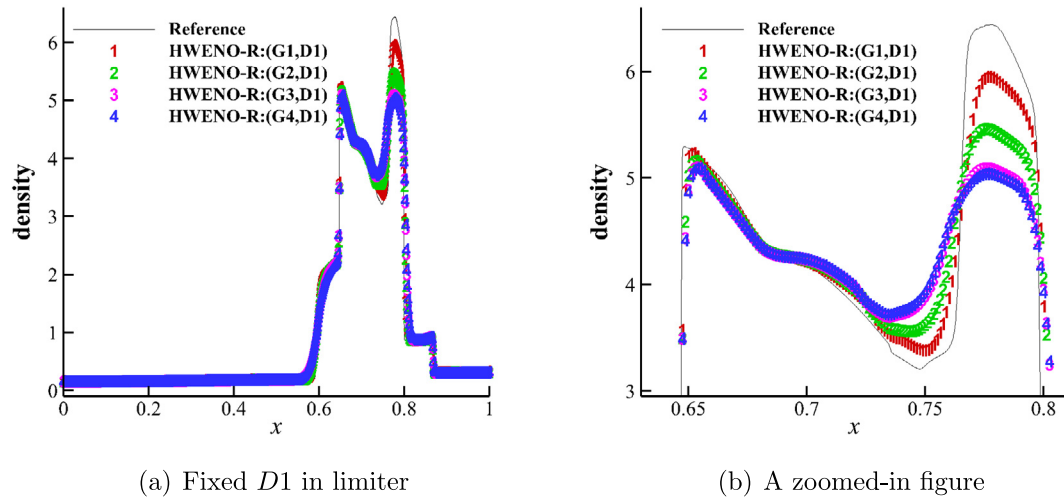 Reference
1 HWENO-R:(G1,D1)
2 HWENO-R:(G2,D1)
3 HWENO-R:(G3,D1)
4 HWENO-R:(G4,D1)
density
6
5
4
3
2
1
0
0 0.2 0.4 0.6 0.8 1
x
(a) Fixed D1 in limiter
Reference
1 HWENO-R:(G1,D1)
2 HWENO-R:(G2,D1)
3 HWENO-R:(G3,D1)
4 HWENO-R:(G4,D1)
density
6
5
4
3
0.65 0.7 0.75 0.8
x
(b) A zoomed-in figure